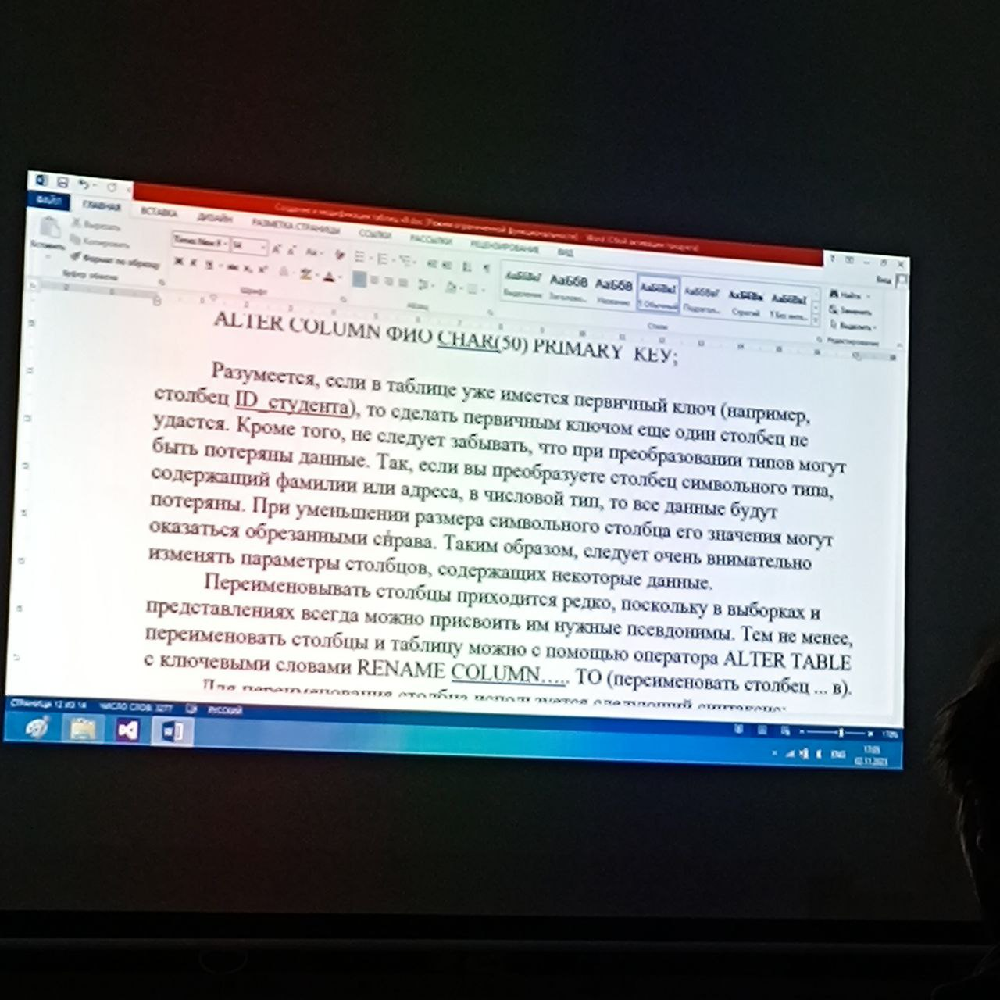 Создание и модификация таблиц v8.doc [Режим ограниченной функциональности] - Word (Сбой активации продукта)
ФАЙЛ ГЛАВНАЯ ВСТАВКА ДИЗАЙН РАЗМЕТКА СТРАНИЦЫ ССЫЛКИ РАССЫЛКИ РЕЦЕНЗИРОВАНИЕ ВИД
Вход
Вставить
Вырезать
Копировать
Формат по образцу
Буфер обмена
Times New R 14
Ж К Ч
Шрифт
Абзац
АаБбВвГ АаБбВ АаБбВ АаБбВвГ АаБбВвГ АаБбВв АаБбВвГ
Выделение Заголово... Название ¶ Обычный Подзагол... Строгий ¶ Без инте...
Стили
Найти
Заменить
Выделить
Редактирование
ALTER COLUMN ФИО CHAR(50) PRIMARY KEY;
Разумеется, если в таблице уже имеется первичный ключ (например,
столбец ID_студента), то сделать первичным ключом еще один столбец не
удастся. Кроме того, не следует забывать, что при преобразовании типов могут
быть потеряны данные. Так, если вы преобразуете столбец символьного типа,
содержащий фамилии или адреса, в числовой тип, то все данные будут
потеряны. При уменьшении размера символьного столбца его значения могут
оказаться обрезанными справа. Таким образом, следует очень внимательно
изменять параметры столбцов, содержащих некоторые данные.
Переименовывать столбцы приходится редко, поскольку в выборках и
представлениях всегда можно присвоить им нужные псевдонимы. Тем не менее,
переименовать столбцы и таблицу можно с помощью оператора ALTER TABLE
с ключевыми словами RENAME COLUMN….. TO (переименовать столбец ... в).
Для переименования столбца используется следующий синтаксис:
СТРАНИЦА 12 ИЗ 14 ЧИСЛО СЛОВ: 3277 РУССКИЙ
ENG
17:05
02.11.2023